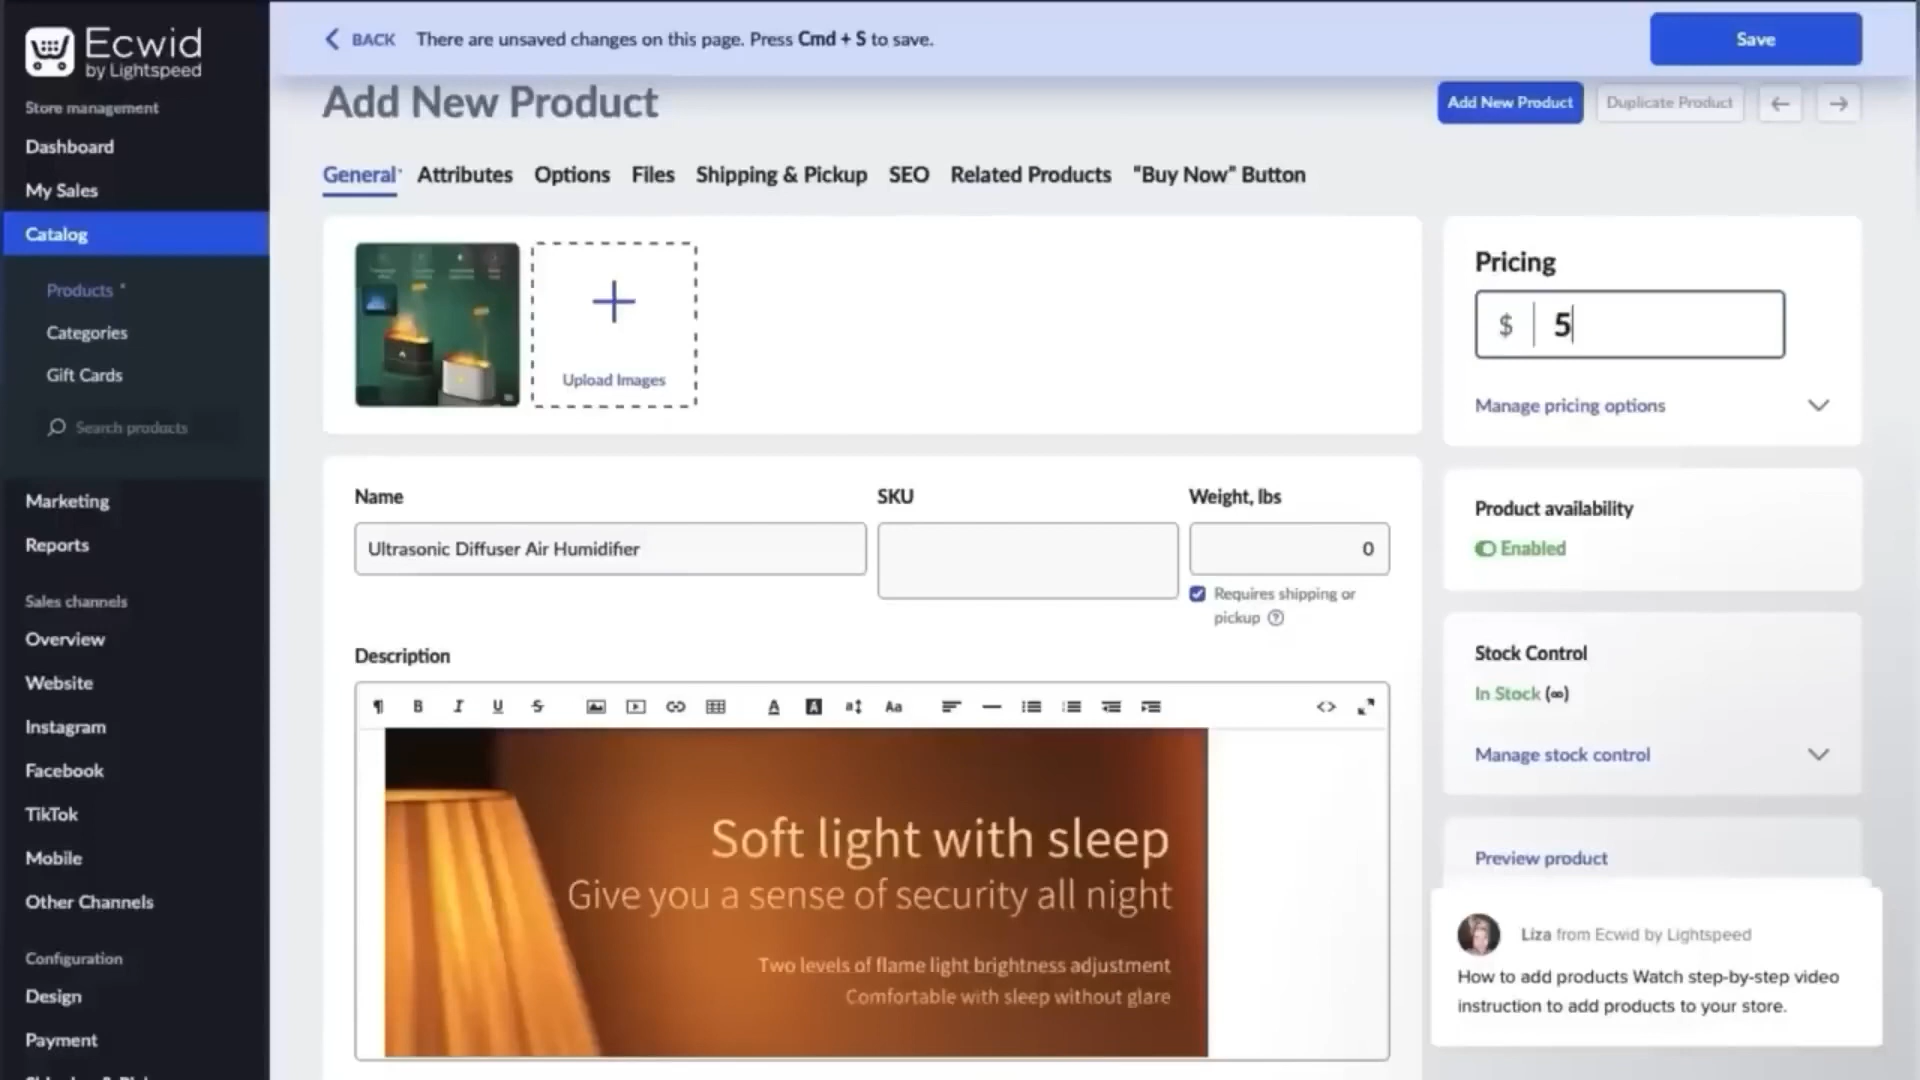 Ecwid
by Lightspeed
Store management
Dashboard
My Sales
Catalog
Products *
Categories
Gift Cards
Search products
Marketing
Reports
Sales channels
Overview
Website
Instagram
Facebook
TikTok
Mobile
Other Channels
Configuration
Design
Payment
BACK There are unsaved changes on this page. Press Cmd + S to save.
Save
Add New Product
Add New Product
Duplicate Product
General* Attributes Options Files Shipping & Pickup SEO Related Products "Buy Now" Button
Upload Images
Name
Ultrasonic Diffuser Air Humidifier
SKU
Weight, lbs
0
Requires shipping or
pickup
Description
Soft light with sleep
Give you a sense of security all night
Two levels of flame light brightness adjustment
Comfortable with sleep without glare
Pricing
$ 5
Manage pricing options
Product availability
Enabled
Stock Control
In Stock (∞)
Manage stock control
Preview product
Liza from Ecwid by Lightspeed
How to add products Watch step-by-step video
instruction to add products to your store.